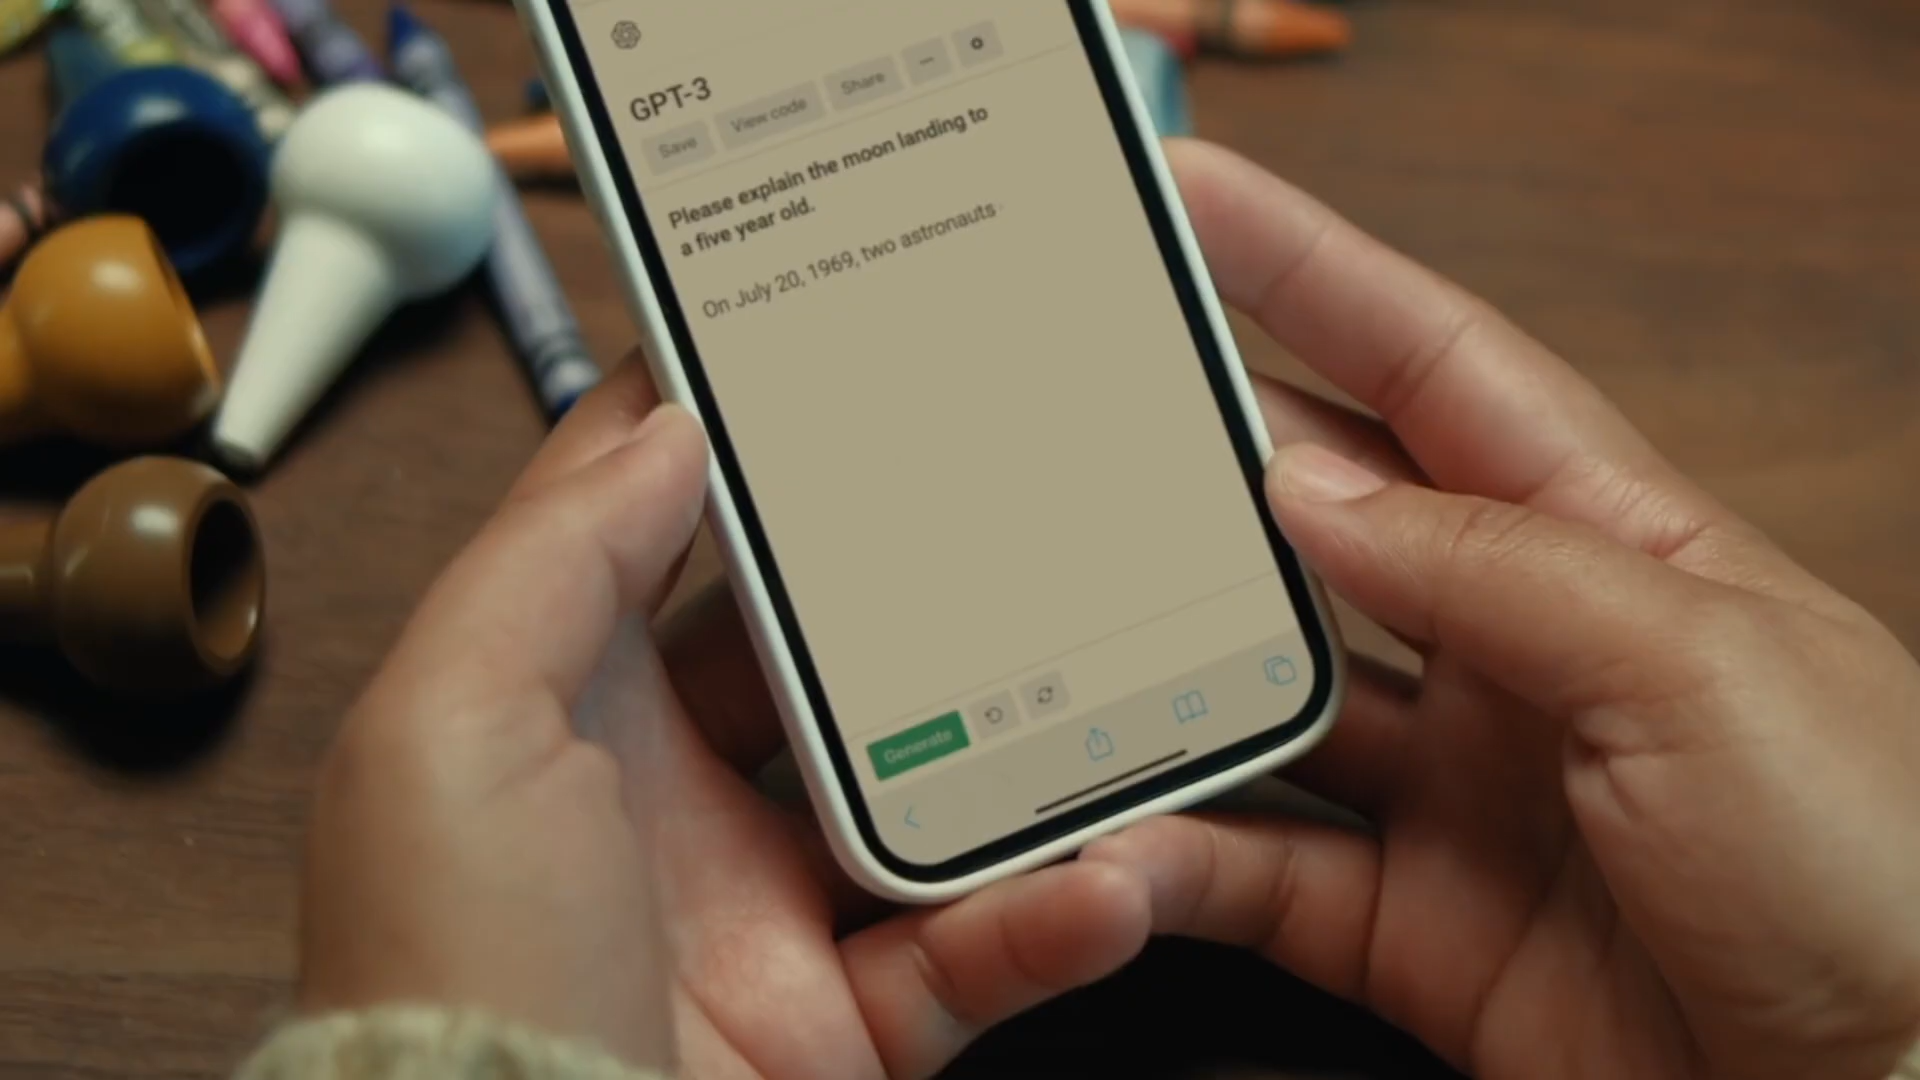 GPT-3
Save
View code
Share
Please explain the moon landing to
a five year old.
On July 20, 1969, two astronauts
Generate